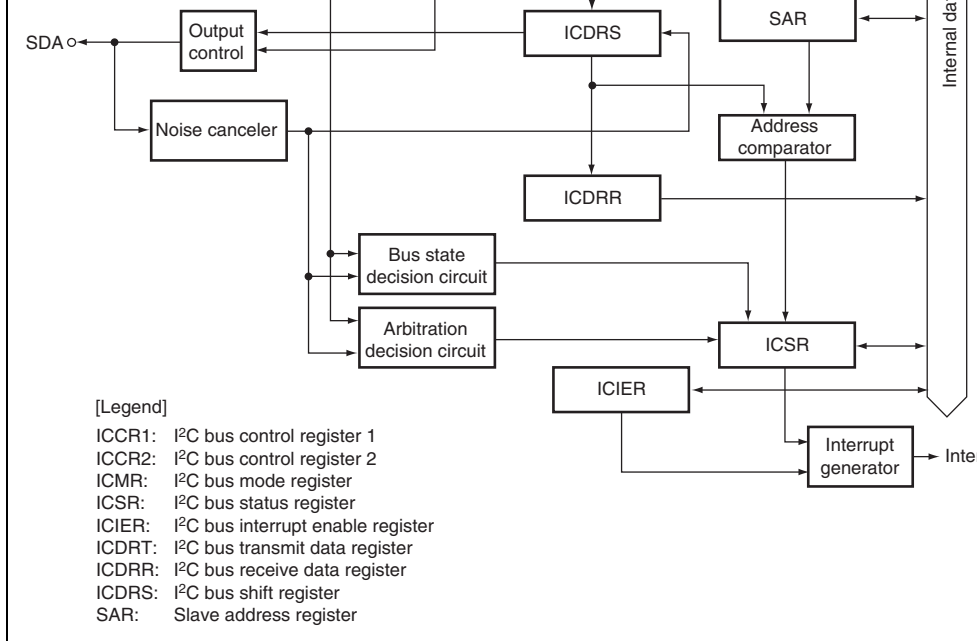 SDA
Output
control
ICDRS
SAR
Noise canceler
Address
comparator
ICDRR
Bus state
decision circuit
Arbitration
decision circuit
ICSR
ICIER
Interrupt
generator
[Legend]
ICCR1: I²C bus control register 1
ICCR2: I²C bus control register 2
ICMR: I²C bus mode register
ICSR: I²C bus status register
ICIER: I²C bus interrupt enable register
ICDRT: I²C bus transmit data register
ICDRR: I²C bus receive data register
ICDRS: I²C bus shift register
SAR: Slave address register
Internal